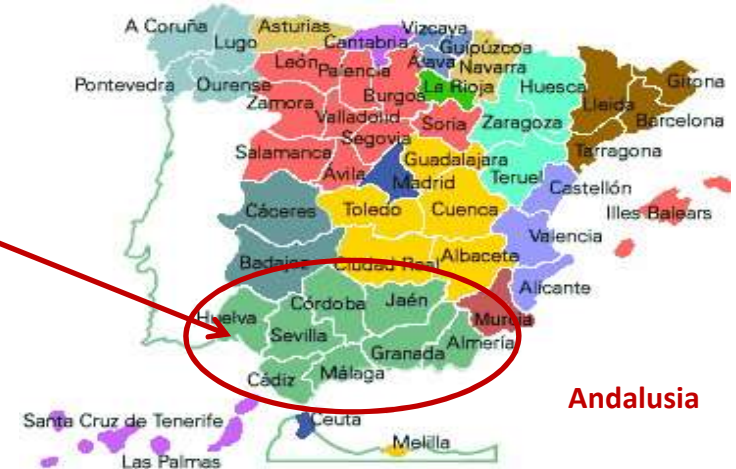 A Coruña
Lugo
Asturias
Cantabria
Vizcaya
Guipúzcoa
Alava
Navarra
León
Palencia
Burgos
La Rioja
Huesca
Lleida
Girona
Barcelona
Pontevedra
Ourense
Zamora
Valladolid
Segovia
Soria
Zaragoza
Tarragona
Salamanca
Avila
Madrid
Guadalajara
Teruel
Castellón
Illes Balears
Cáceres
Toledo
Cuenca
Valencia
Badajoz
Ciudad Real
Albacete
Alicante
Huelva
Córdoba
Jaén
Murcia
Sevilla
Granada
Almería
Cádiz
Málaga
Andalusia
Santa Cruz de Tenerife
Ceuta
Las Palmas
Melilla